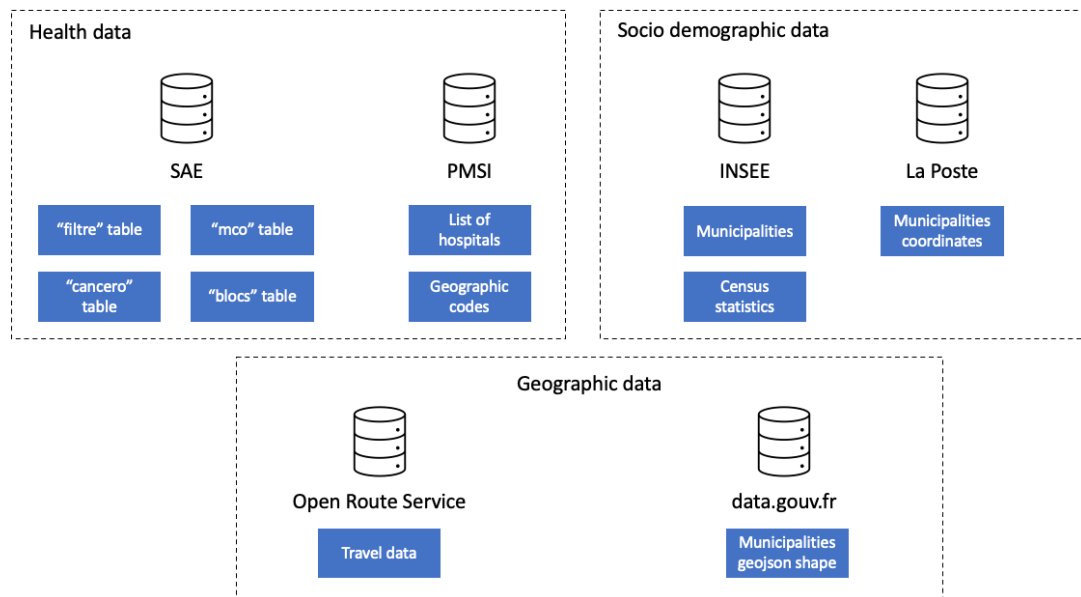 Health data
SAE
PMSI
“filtre” table
“mco” table
“cancero”
table
“blocs” table
List of
hospitals
Geographic
codes
Socio demographic data
INSEE
La Poste
Municipalities
Census
statistics
Municipalities
coordinates
Geographic data
Open Route Service
data.gouv.fr
Travel data
Municipalities
geojson shape